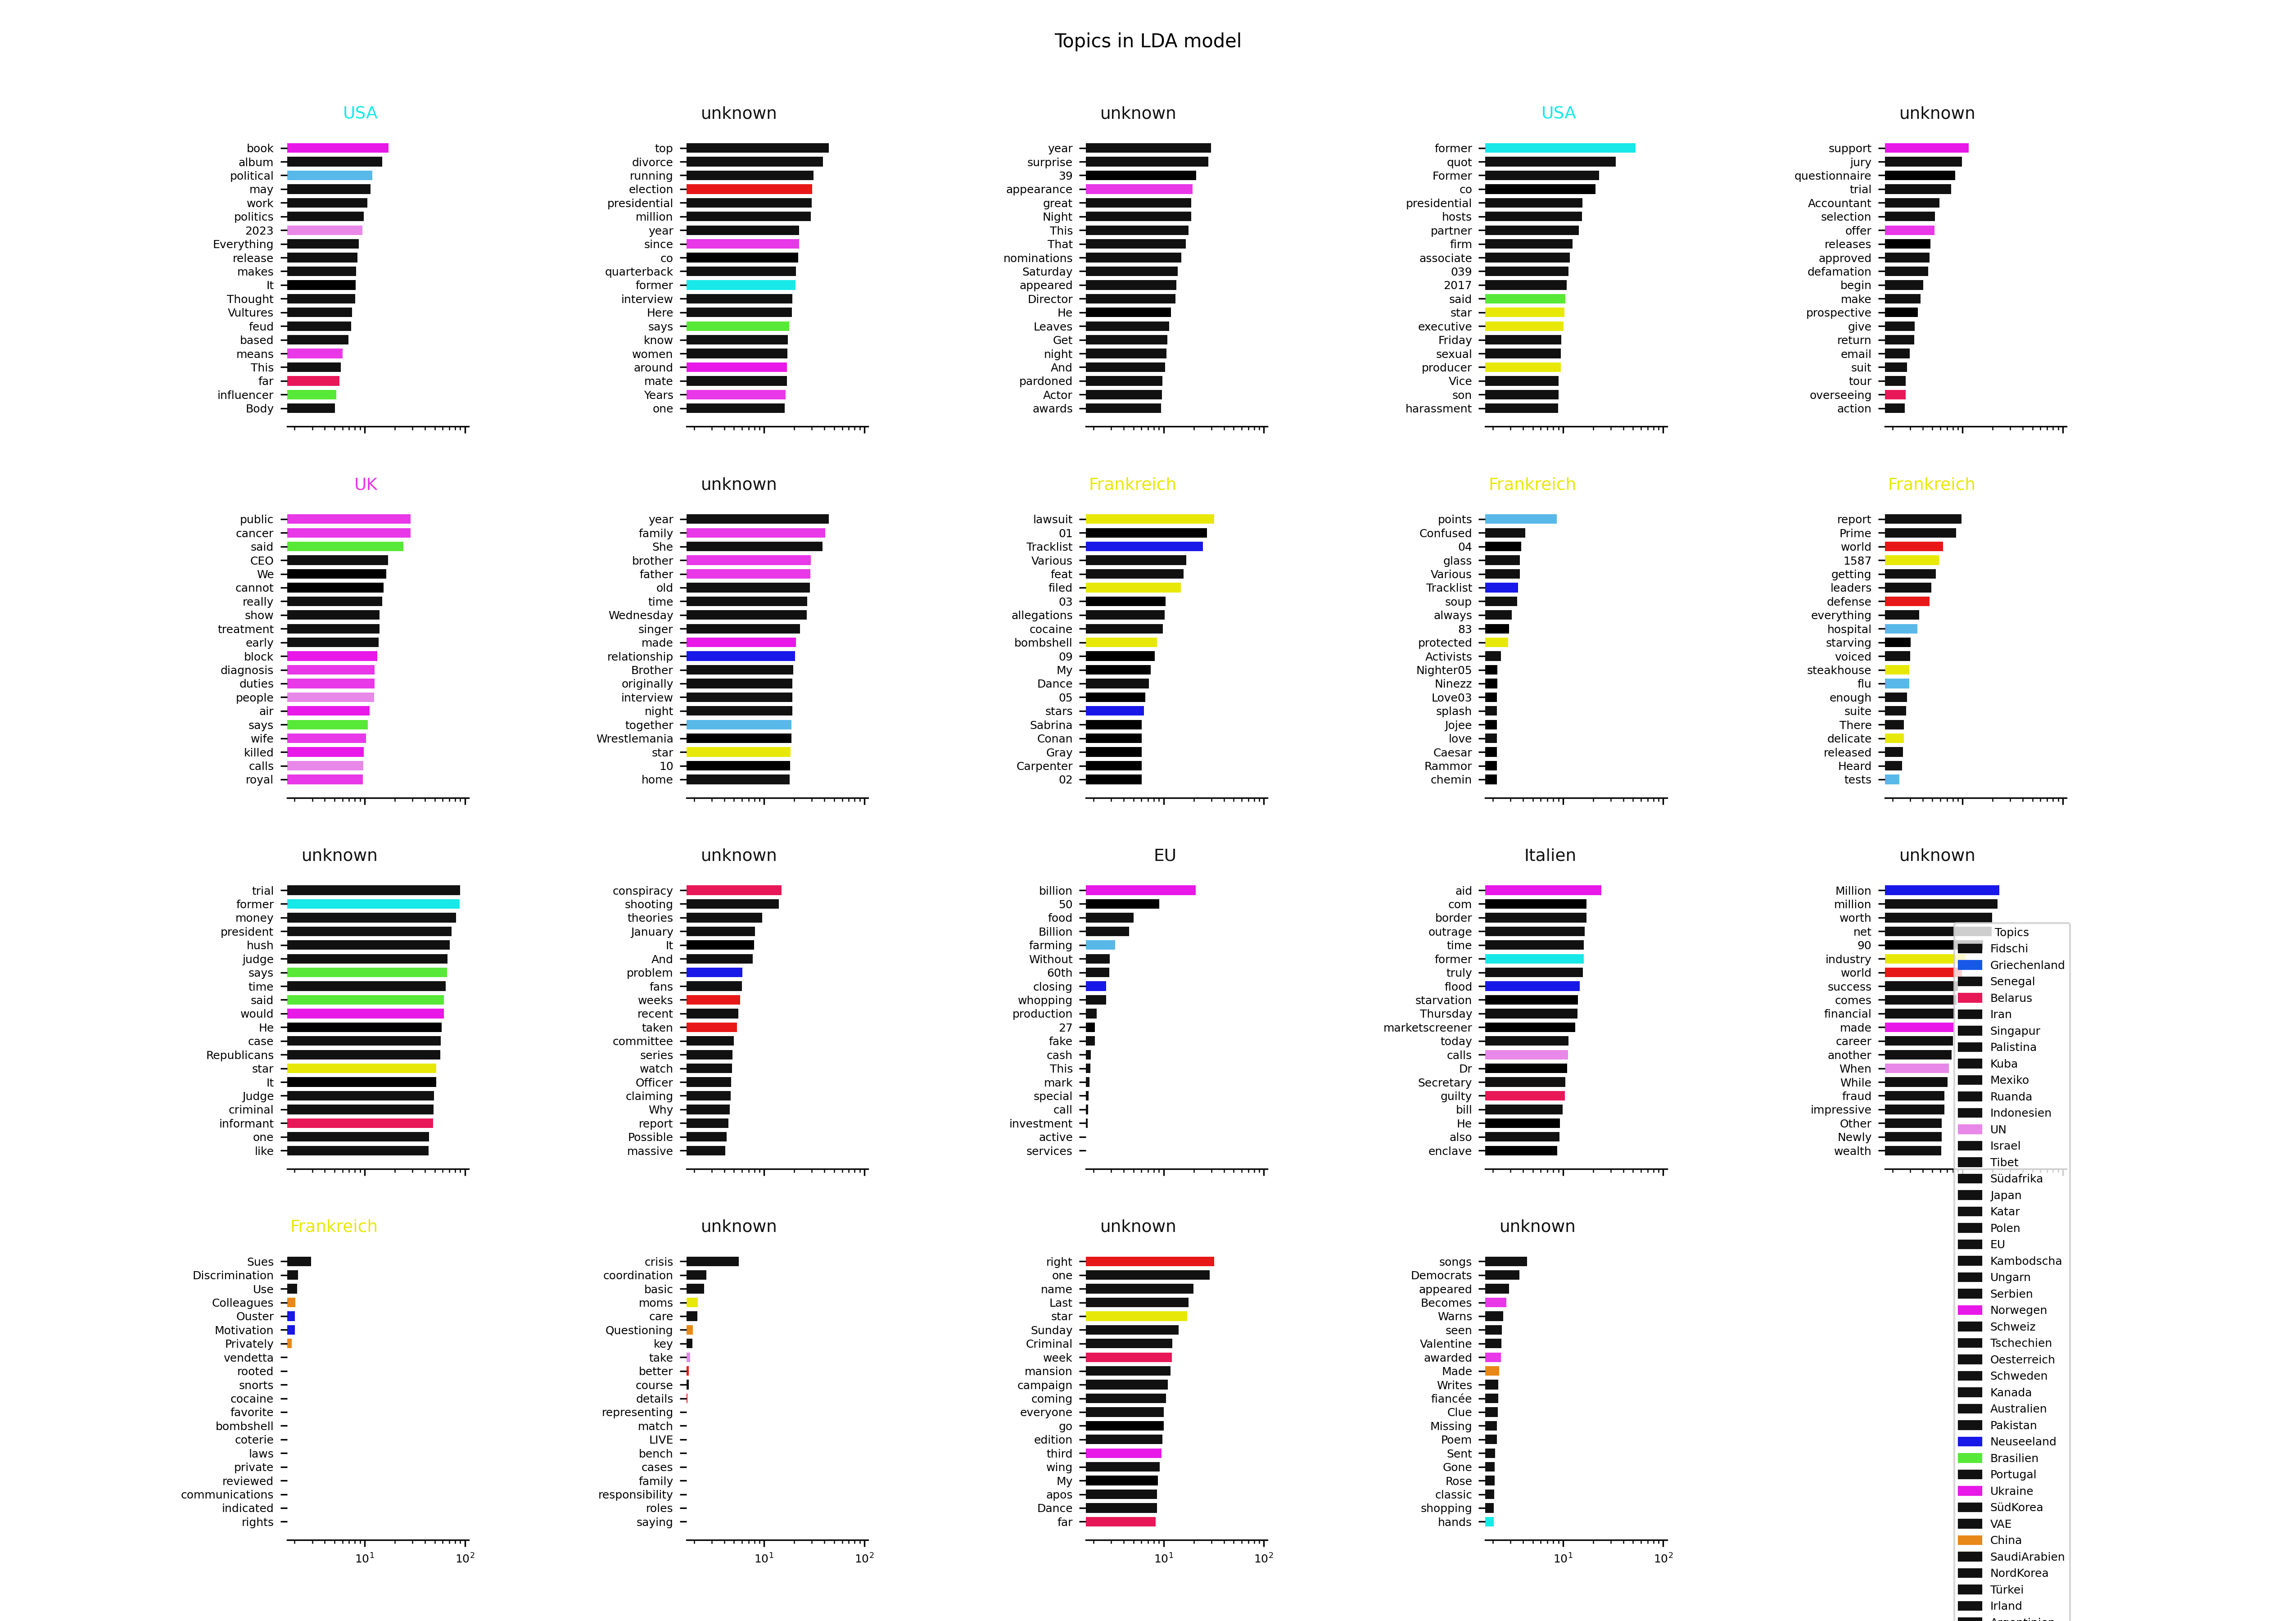 Topics in LDA model
USA
book
album
political
may
work
politics
2023
Everything
release
makes
It
Thought
Vultures
feud
based
means
This
far
influencer
Body
unknown
top
divorce
running
election
presidential
million
year
since
co
quarterback
former
interview
Here
says
know
women
around
mate
Years
one
unknown
year
surprise
39
appearance
great
Night
This
That
nominations
Saturday
appeared
Director
He
Leaves
Get
night
And
pardoned
Actor
awards
USA
former
quot
Former
co
presidential
hosts
partner
firm
associate
039
2017
said
star
executive
Friday
sexual
producer
Vice
son
harassment
unknown
support
jury
questionnaire
trial
Accountant
selection
offer
releases
approved
defamation
begin
make
prospective
give
return
email
suit
tour
overseeing
action
UK
public
cancer
said
CEO
We
cannot
really
show
treatment
early
block
diagnosis
duties
people
air
says
wife
killed
calls
royal
unknown
year
family
She
brother
father
old
time
Wednesday
singer
made
relationship
Brother
originally
interview
night
together
Wrestlemania
star
10
home
Frankreich
lawsuit
01
Tracklist
Various
feat
filed
03
allegations
cocaine
bombshell
09
My
Dance
05
stars
Sabrina
Conan
Gray
Carpenter
02
Frankreich
points
Confused
04
glass
Various
Tracklist
soup
always
83
protected
Activists
Nighter05
Ninezz
Love03
splash
Jojee
love
Caesar
Rammor
chemin
Frankreich
report
Prime
world
1587
getting
leaders
defense
everything
hospital
starving
voiced
steakhouse
flu
enough
suite
There
delicate
released
Heard
tests
unknown
trial
former
money
president
hush
judge
says
time
said
would
He
case
Republicans
star
It
Judge
criminal
informant
one
like
unknown
conspiracy
shooting
theories
January
It
And
problem
fans
weeks
recent
taken
committee
series
watch
Officer
claiming
Why
report
Possible
massive
EU
billion
50
food
Billion
farming
Without
60th
closing
whopping
production
27
fake
cash
This
mark
special
call
investment
active
services
Italien
aid
com
border
outrage
time
former
truly
flood
starvation
Thursday
marketscreener
today
calls
Dr
Secretary
guilty
bill
He
also
enclave
unknown
Million
million
worth
net
90
industry
world
success
comes
financial
made
career
another
When
While
fraud
impressive
Other
Newly
wealth
Frankreich
Sues
Discrimination
Use
Colleagues
Ouster
Motivation
Privately
vendetta
rooted
snorts
cocaine
favorite
bombshell
coterie
laws
private
reviewed
communications
indicated
rights
10¹ 10²
unknown
crisis
coordination
basic
moms
care
Questioning
key
take
better
course
details
representing
match
LIVE
bench
cases
family
responsibility
roles
saying
10¹ 10²
unknown
right
one
name
Last
star
Sunday
Criminal
week
mansion
campaign
coming
everyone
go
edition
third
wing
My
apos
Dance
far
10¹ 10²
unknown
songs
Democrats
appeared
Becomes
Warns
seen
Valentine
awarded
Made
Writes
fiancée
Clue
Missing
Poem
Sent
Gone
Rose
classic
shopping
hands
10¹ 10²
Topics
Fidschi
Griechenland
Senegal
Belarus
Iran
Singapur
Palistina
Kuba
Mexiko
Ruanda
Indonesien
UN
Israel
Tibet
Südafrika
Japan
Katar
Polen
EU
Kambodscha
Ungarn
Serbien
Norwegen
Schweiz
Tschechien
Oesterreich
Schweden
Kanada
Australien
Pakistan
Neuseeland
Brasilien
Portugal
Ukraine
SüdKorea
VAE
China
SaudiArabien
NordKorea
Türkei
Irland